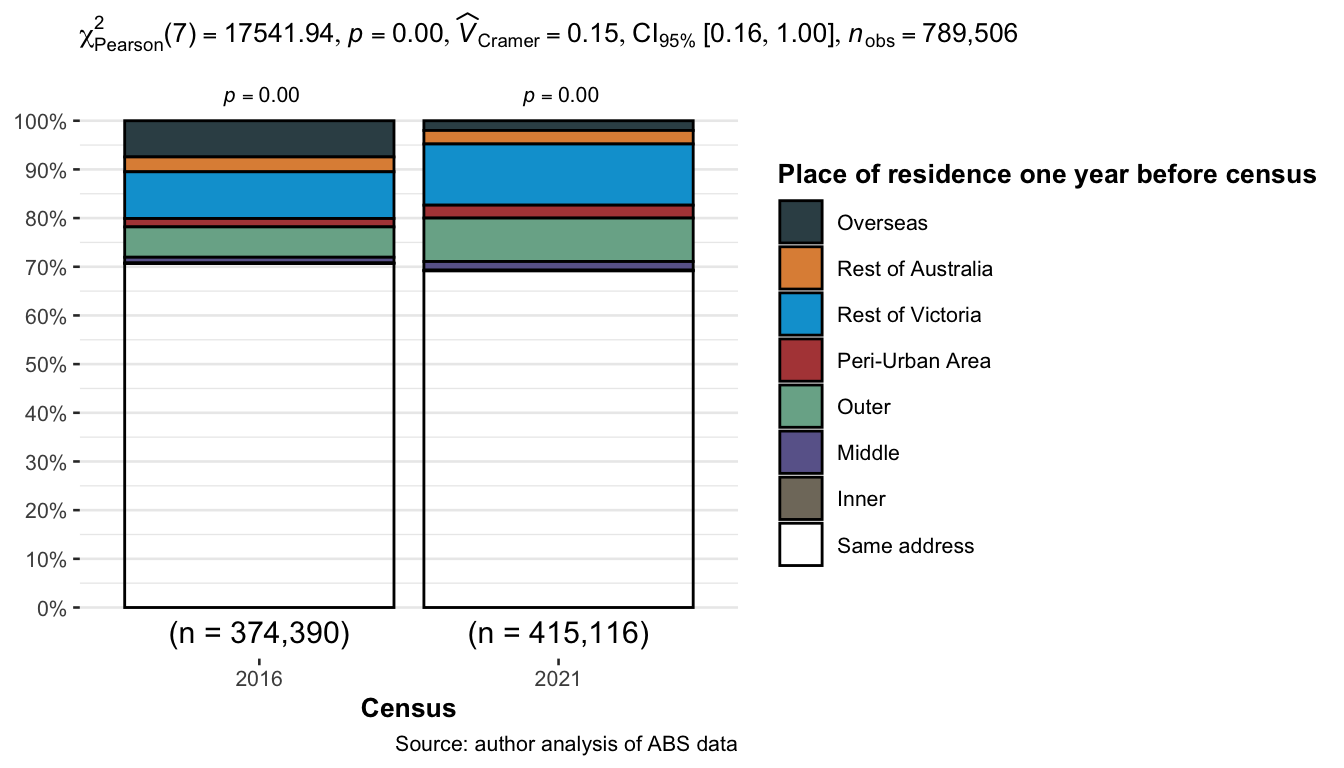 χ²Pearson(7) = 17541.94, p = 0.00, V̂Cramer = 0.15, CI95% [0.16, 1.00], nobs = 789,506
p = 0.00
p = 0.00
100%
90%
80%
70%
60%
50%
40%
30%
20%
10%
0%
(n = 374,390)
(n = 415,116)
2016
2021
Census
Source: author analysis of ABS data
Place of residence one year before census
Overseas
Rest of Australia
Rest of Victoria
Peri-Urban Area
Outer
Middle
Inner
Same address